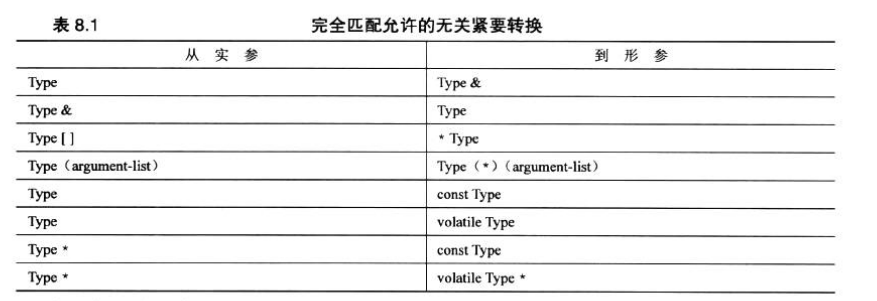 表 8.1 完全匹配允许的无关紧要转换
从 实 参 到 形 参
Type Type &
Type & Type
Type [ ] * Type
Type（argument-list） Type（*）（argument-list）
Type const Type
Type volatile Type
Type * const Type
Type * volatile Type *